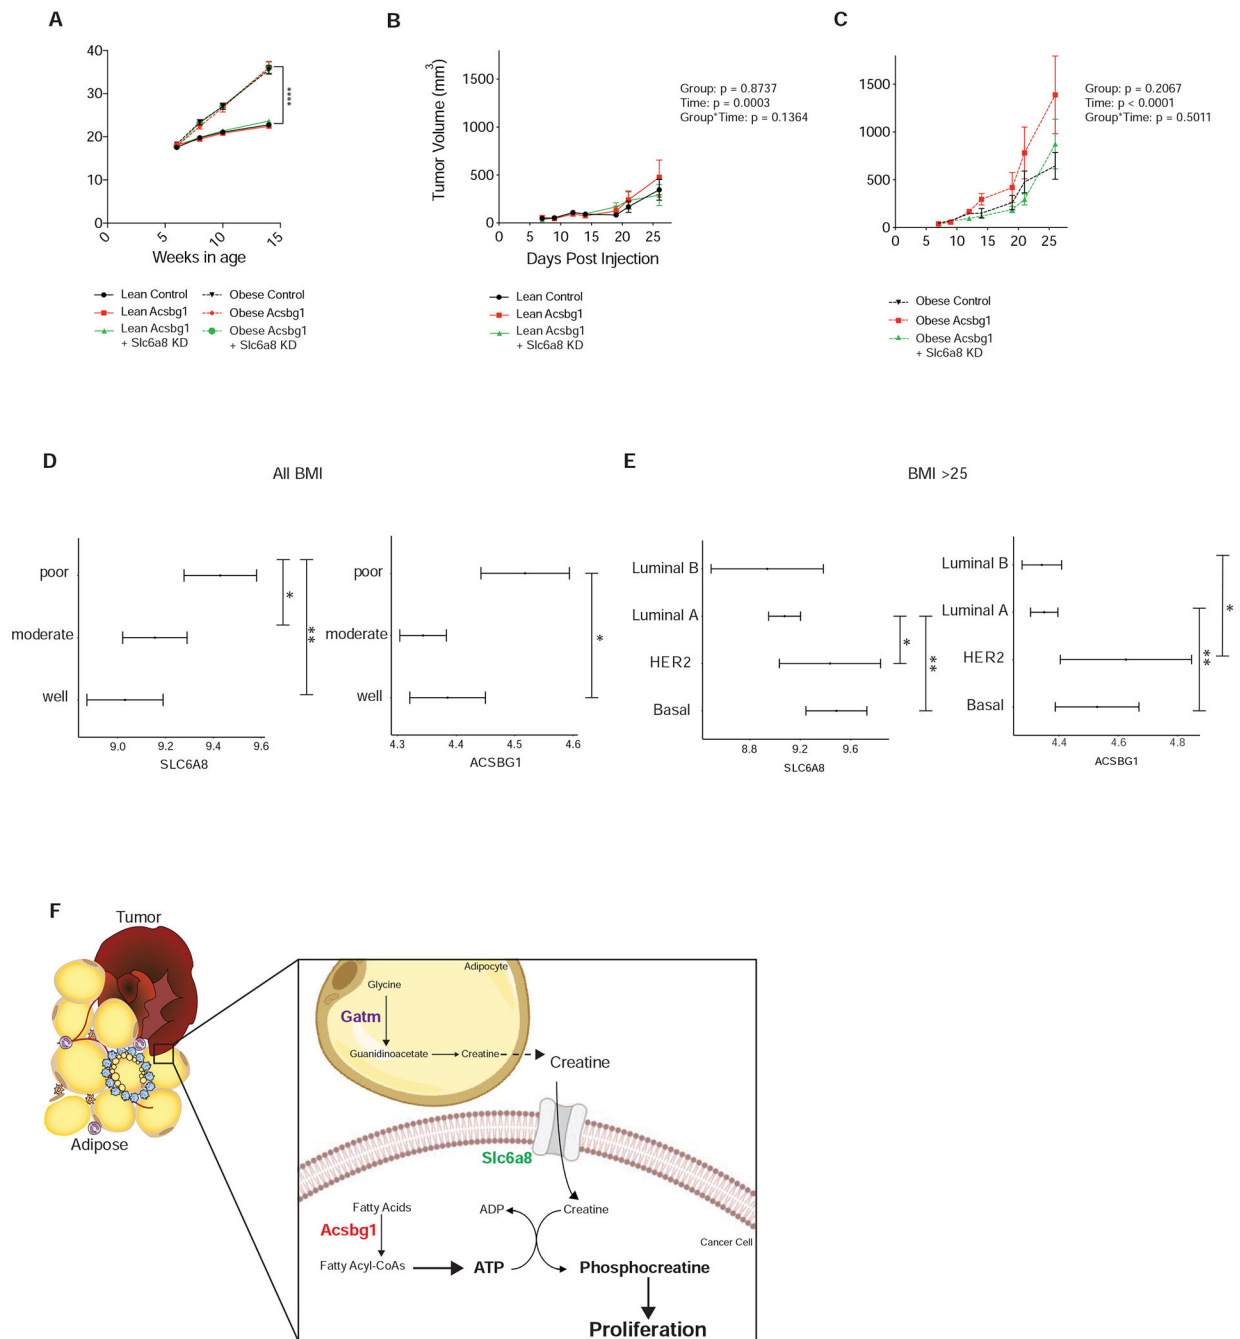 A
40
30
20
10
0
0
5
10
15
Weeks in age
****
Lean Control
Lean Acsbg1
Lean Acsbg1
+ Slc6a8 KD
Obese Control
Obese Acsbg1
Obese Acsbg1
+ Slc6a8 KD
B
Tumor Volume (mm³)
1500
1000
500
0
0
5
10
15
20
25
Days Post Injection
Group: p = 0.8737
Time: p = 0.0003
Group*Time: p = 0.1364
Lean Control
Lean Acsbg1
Lean Acsbg1
+ Slc6a8 KD
C
1500
1000
500
0
0
5
10
15
20
25
Group: p = 0.2067
Time: p < 0.0001
Group*Time: p = 0.5011
Obese Control
Obese Acsbg1
Obese Acsbg1
+ Slc6a8 KD
D
All BMI
poor
moderate
well
9.0
9.2
9.4
9.6
SLC6A8
*
**
poor
moderate
well
4.3
4.4
4.5
4.6
ACSBG1
*
E
BMI >25
Luminal B
Luminal A
HER2
Basal
8.8
9.2
9.6
SLC6A8
*
**
Luminal B
Luminal A
HER2
Basal
4.4
4.6
4.8
ACSBG1
**
*
F
Tumor
Adipose
Adipocyte
Glycine
Gatm
Guanidinoacetate
Creatine
Creatine
Slc6a8
Fatty Acids
ADP
Creatine
Acsbg1
Cancer Cell
Fatty Acyl-CoAs
ATP
Phosphocreatine
Proliferation